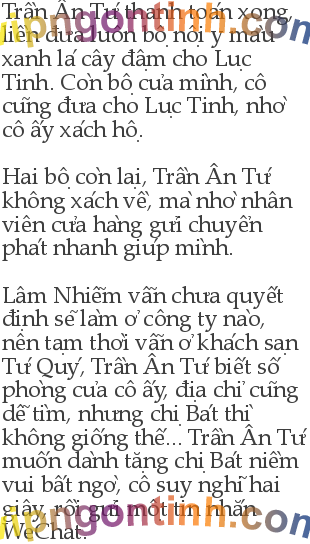 Trần Ân Tứ thanh toán xong,
liền đưa luôn bộ nội y màu
xanh lá cây đậm cho Lục
Tinh. Còn bộ của mình, cô
cũng đưa cho Lục Tinh, nhờ
cô ấy xách hộ.
Hai bộ còn lại, Trần Ân Tứ
không xách về, mà nhờ nhân
viên cửa hàng gửi chuyển
phát nhanh giúp mình.
Lâm Nhiễm vẫn chưa quyết
định sẽ làm ở công ty nào,
nên tạm thời vẫn ở khách sạn
Tứ Quý, Trần Ân Tứ biết số
phòng của cô ấy, địa chỉ cũng
dễ tìm, nhưng chị Bát thì
không giống thế... Trần Ân Tứ
muốn dành tặng chị Bát niềm
vui bất ngờ, cô suy nghĩ hai
giây, rồi gửi một tin nhắn
WeChat.